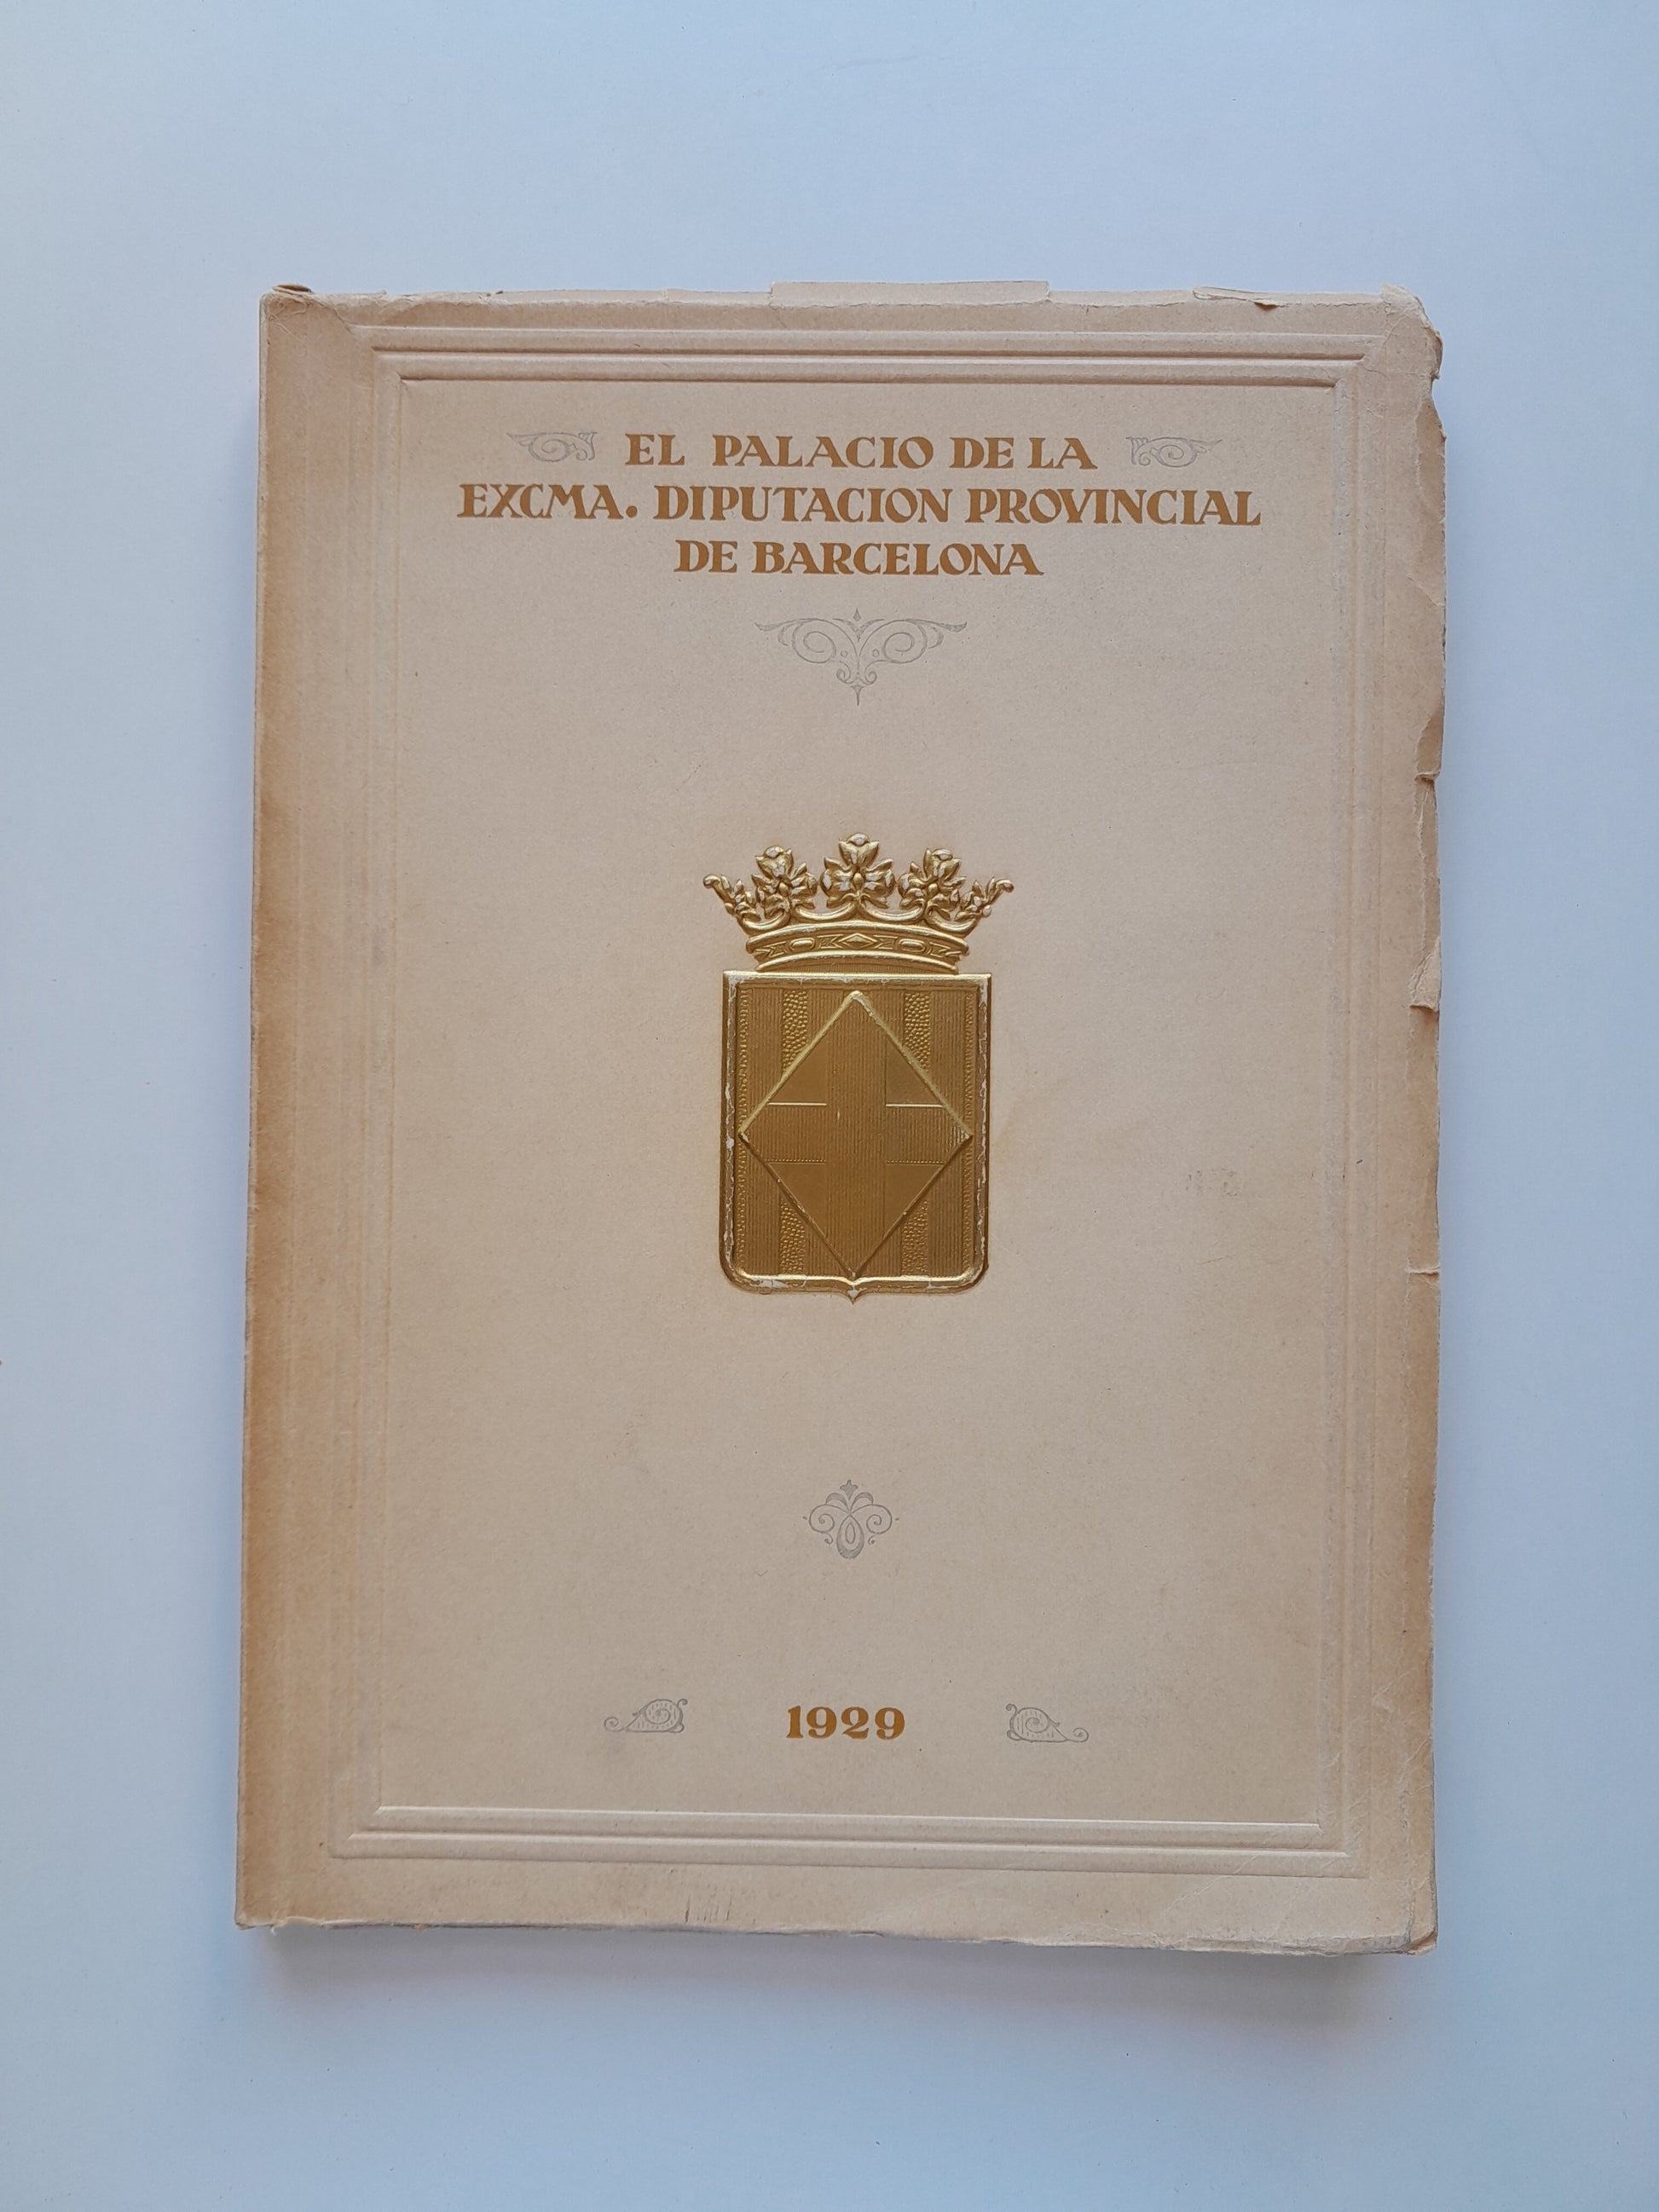 EL PALACIO DE LA
EXCMA. DIPUTACION PROVINCIAL
DE BARCELONA
1929